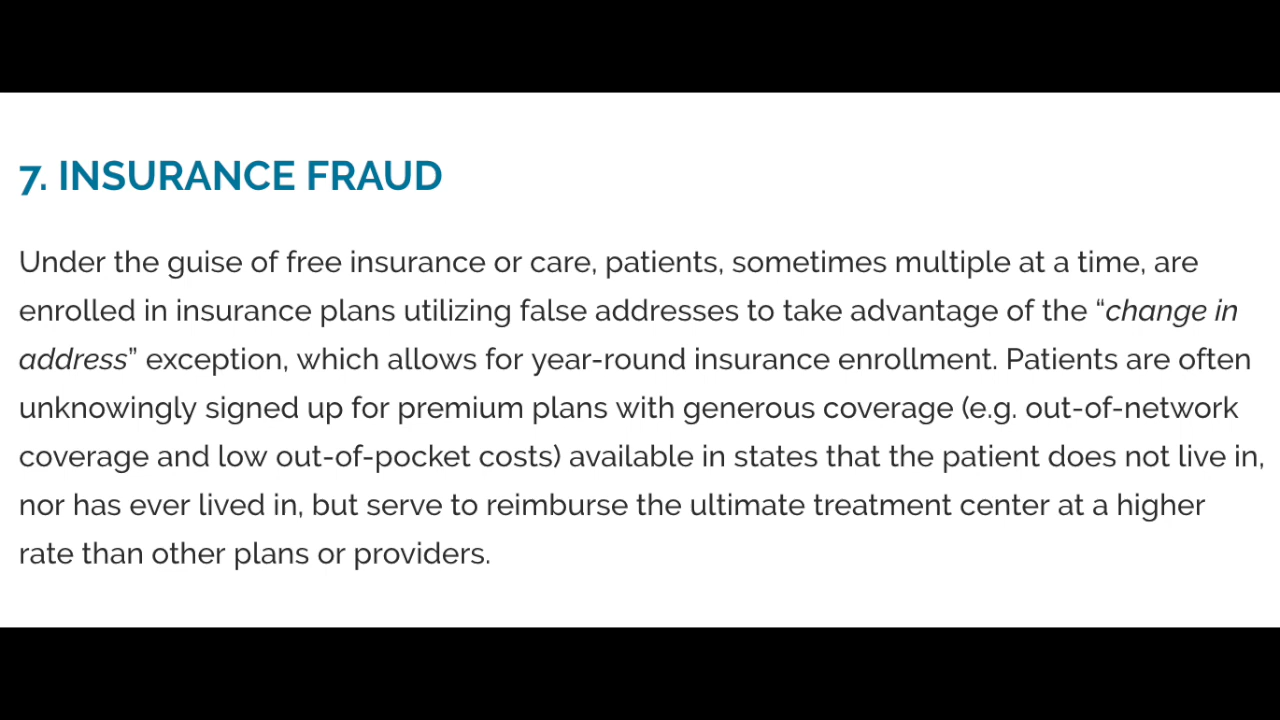 7. INSURANCE FRAUD
Under the guise of free insurance or care, patients, sometimes multiple at a time, are
enrolled in insurance plans utilizing false addresses to take advantage of the “change in
address” exception, which allows for year-round insurance enrollment. Patients are often
unknowingly signed up for premium plans with generous coverage (e.g. out-of-network
coverage and low out-of-pocket costs) available in states that the patient does not live in,
nor has ever lived in, but serve to reimburse the ultimate treatment center at a higher
rate than other plans or providers.